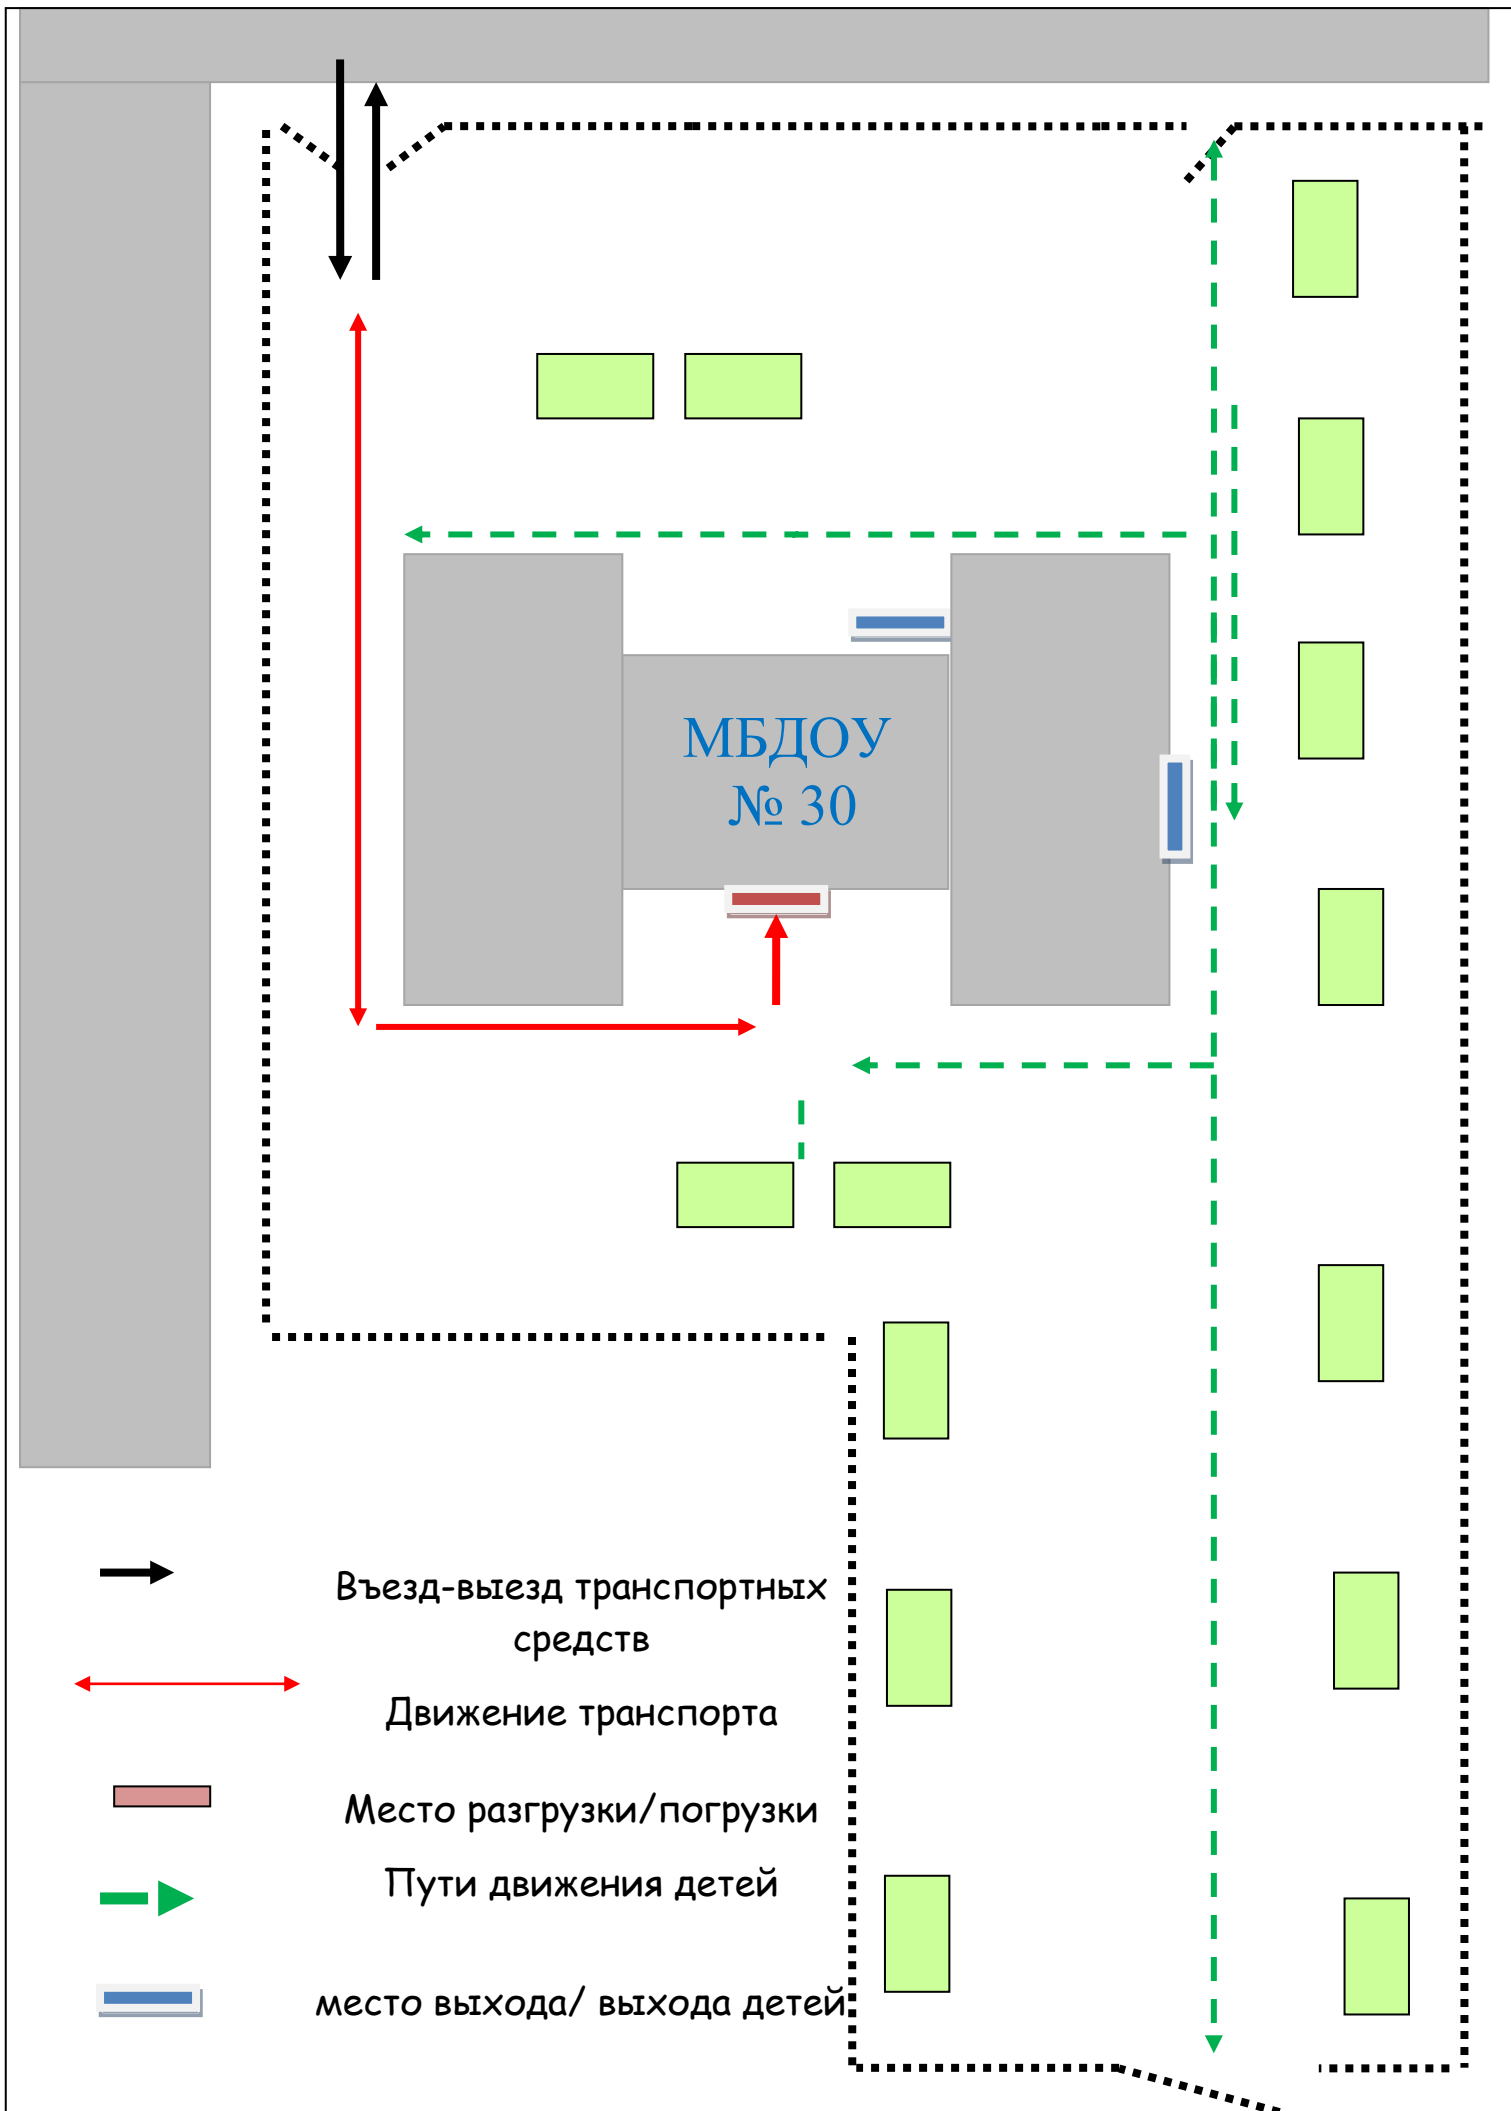 МБДОУ
№ 30
Въезд-выезд транспортных
средств
Движение транспорта
Место разгрузки/погрузки
Пути движения детей
место выхода/ выхода детей